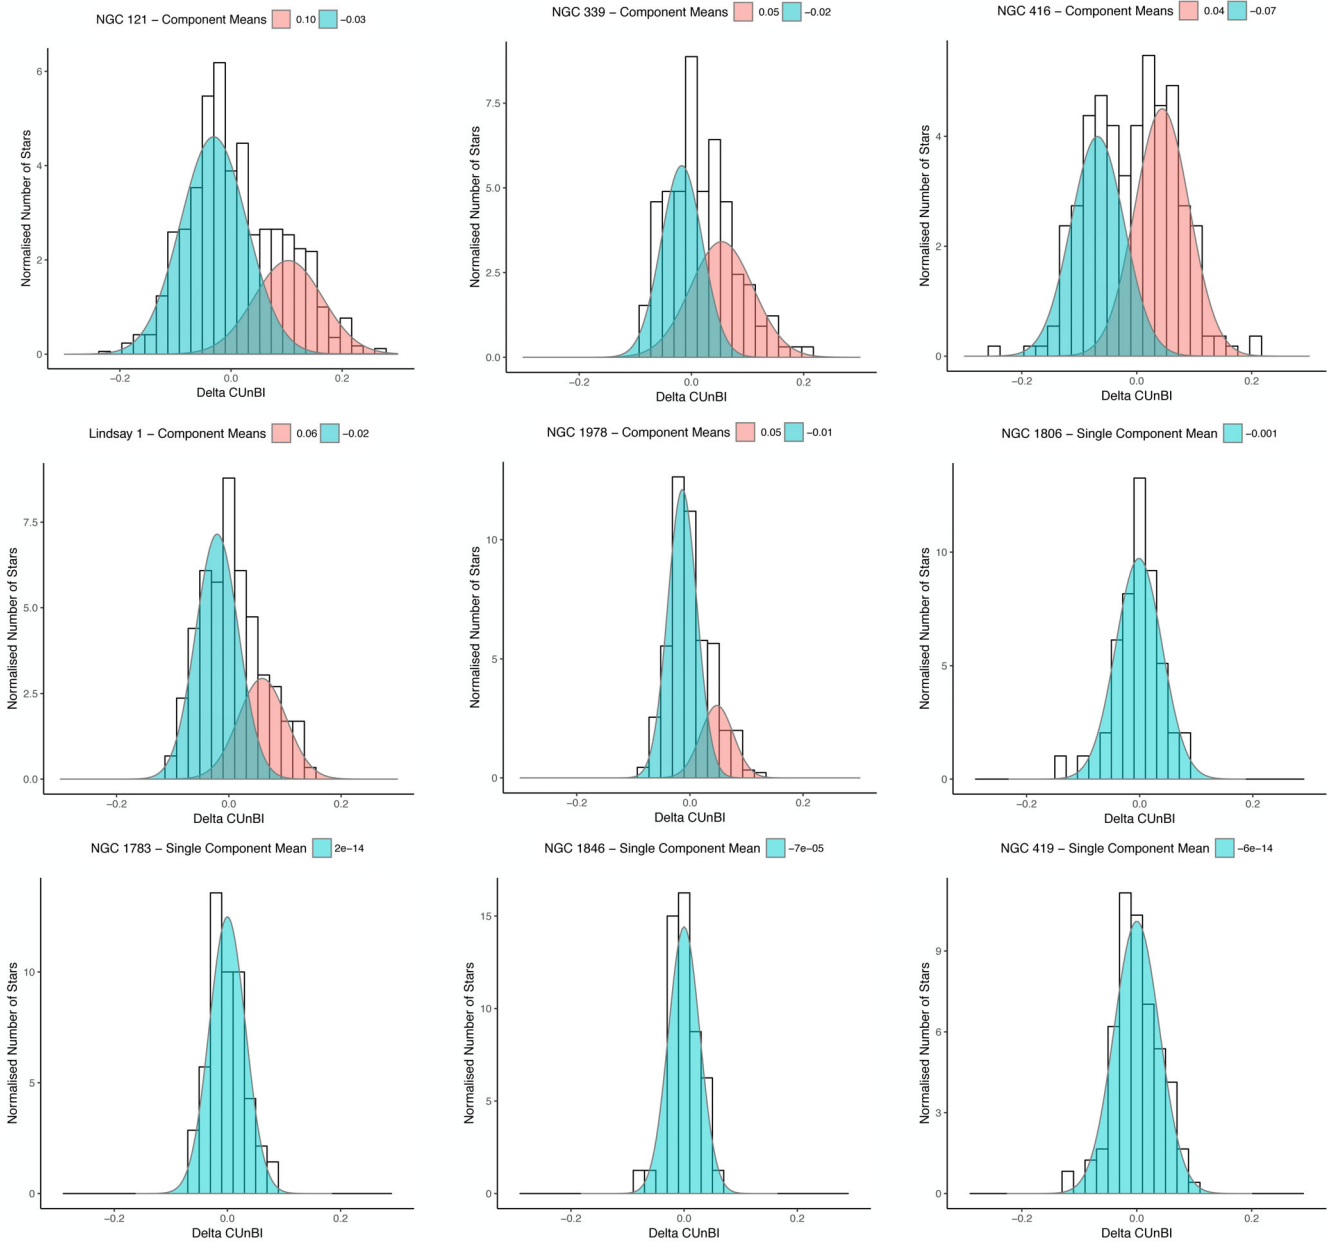 NGC 121 – Component Means 0.10 −0.03
6
4
2
0
Normalised Number of Stars
−0.2 0.0 0.2
Delta CUnBI
NGC 339 – Component Means 0.05 −0.02
7.5
5.0
2.5
0.0
Normalised Number of Stars
−0.2 0.0 0.2
Delta CUnBI
NGC 416 – Component Means 0.04 −0.07
4
2
0
Normalised Number of Stars
−0.2 0.0 0.2
Delta CUnBI
Lindsay 1 – Component Means 0.06 −0.02
7.5
5.0
2.5
0.0
Normalised Number of Stars
−0.2 0.0 0.2
Delta CUnBI
NGC 1978 – Component Means 0.05 −0.01
10
5
0
Normalised Number of Stars
−0.2 0.0 0.2
Delta CUnBI
NGC 1806 – Single Component Mean −0.001
10
5
0
Normalised Number of Stars
−0.2 0.0 0.2
Delta CUnBI
NGC 1783 – Single Component Mean 2e−14
10
5
0
Normalised Number of Stars
−0.2 0.0 0.2
Delta CUnBI
NGC 1846 – Single Component Mean −7e−05
15
10
5
0
Normalised Number of Stars
−0.2 0.0 0.2
Delta CUnBI
NGC 419 – Single Component Mean −6e−14
9
6
3
0
Normalised Number of Stars
−0.2 0.0 0.2
Delta CUnBI